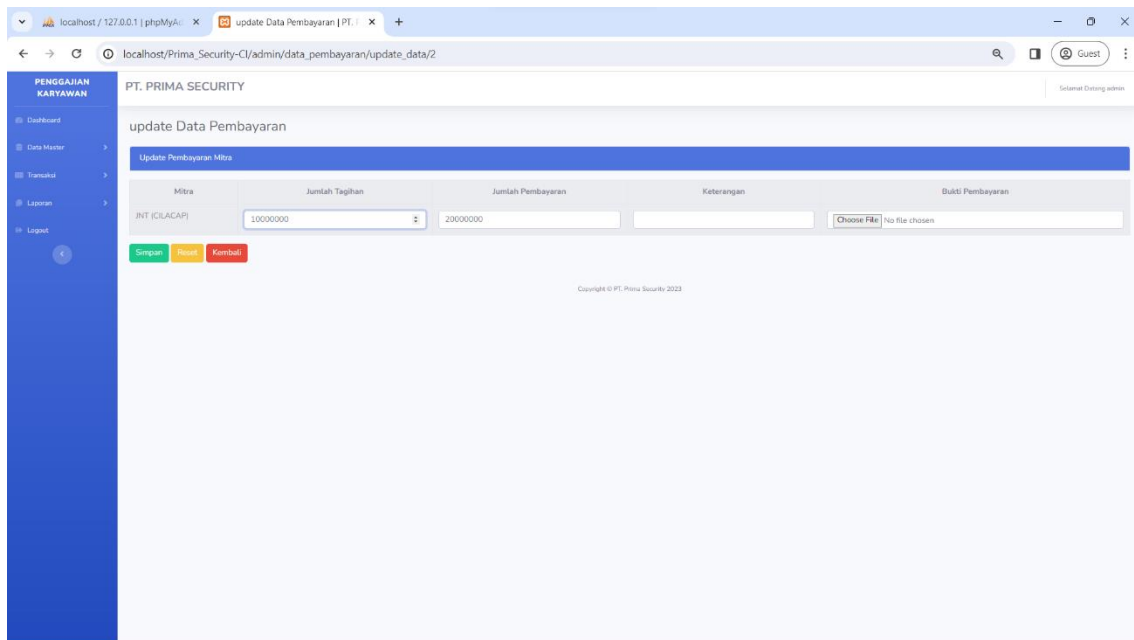 localhost / 127.0.0.1 | phpMyAd
update Data Pembayaran | PT. 
localhost/Prima_Security-CI/admin/data_pembayaran/update_data/2
Guest
PENGGAJIAN
KARYAWAN
PT. PRIMA SECURITY
Selamat Datang admin
Dashboard
Data Master
Transaksi
Laporan
Logout
update Data Pembayaran
Update Pembayaran Mitra
Mitra Jumlah Tagihan Jumlah Pembayaran Keterangan Bukti Pembayaran
JNT (CILACAP) 10000000 20000000 Choose File No file chosen
Simpan Reset Kembali
Copyright © PT. Prima Security 2023